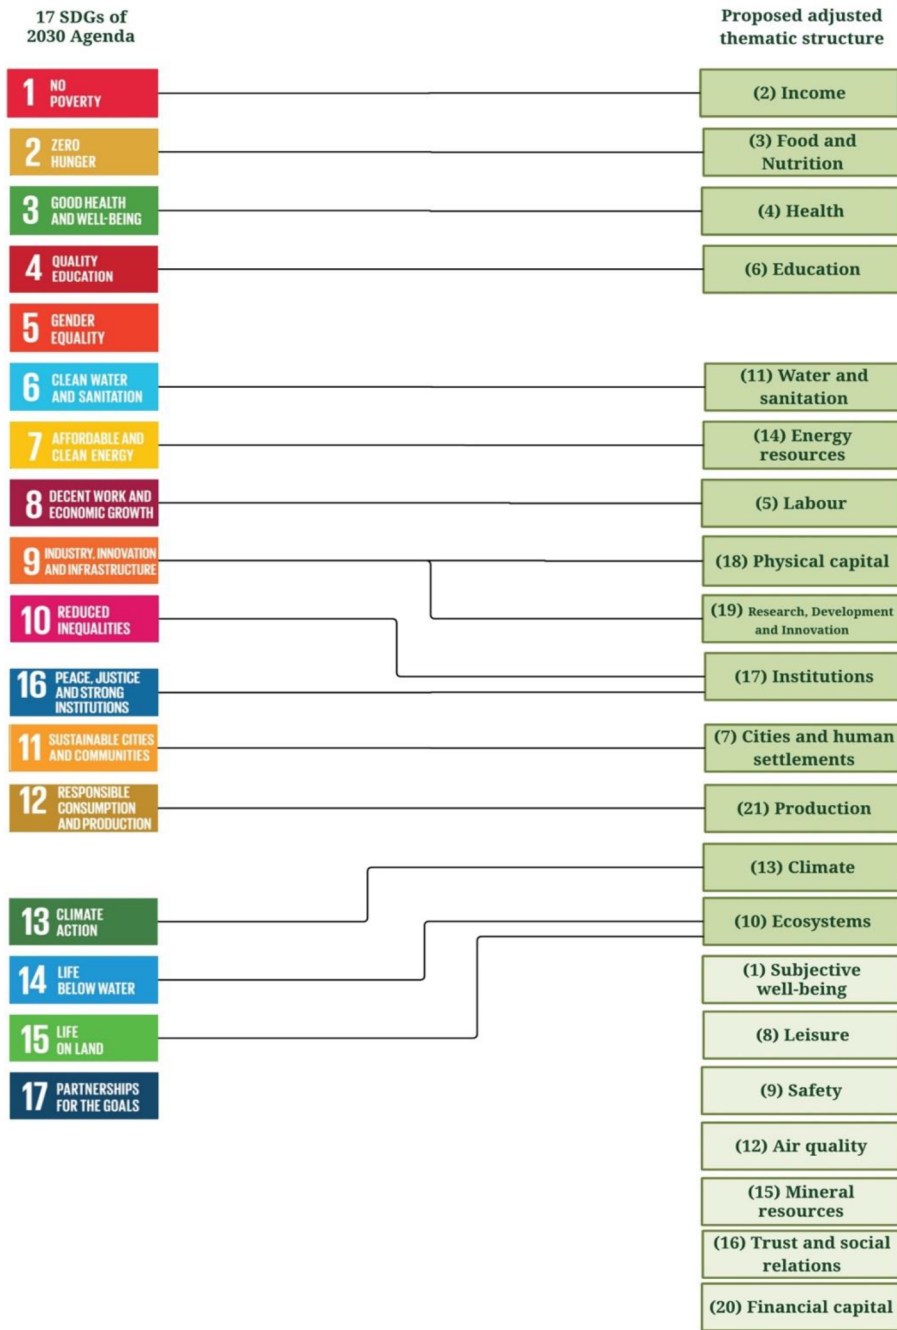 17 SDGs of
2030 Agenda
Proposed adjusted
thematic structure
1 NO
POVERTY
(2) Income
2 ZERO
HUNGER
(3) Food and
Nutrition
3 GOOD HEALTH
AND WELL-BEING
(4) Health
4 QUALITY
EDUCATION
(6) Education
5 GENDER
EQUALITY
6 CLEAN WATER
AND SANITATION
(11) Water and
sanitation
7 AFFORDABLE AND
CLEAN ENERGY
(14) Energy
resources
8 DECENT WORK AND
ECONOMIC GROWTH
(5) Labour
9 INDUSTRY, INNOVATION
AND INFRASTRUCTURE
(18) Physical capital
10 REDUCED
INEQUALITIES
(19) Research, Development
and Innovation
16 PEACE, JUSTICE
AND STRONG
INSTITUTIONS
(17) Institutions
11 SUSTAINABLE CITIES
AND COMMUNITIES
(7) Cities and human
settlements
12 RESPONSIBLE
CONSUMPTION
AND PRODUCTION
(21) Production
(13) Climate
13 CLIMATE
ACTION
(10) Ecosystems
14 LIFE
BELOW WATER
(1) Subjective
well-being
15 LIFE
ON LAND
(8) Leisure
17 PARTNERSHIPS
FOR THE GOALS
(9) Safety
(12) Air quality
(15) Mineral
resources
(16) Trust and social
relations
(20) Financial capital